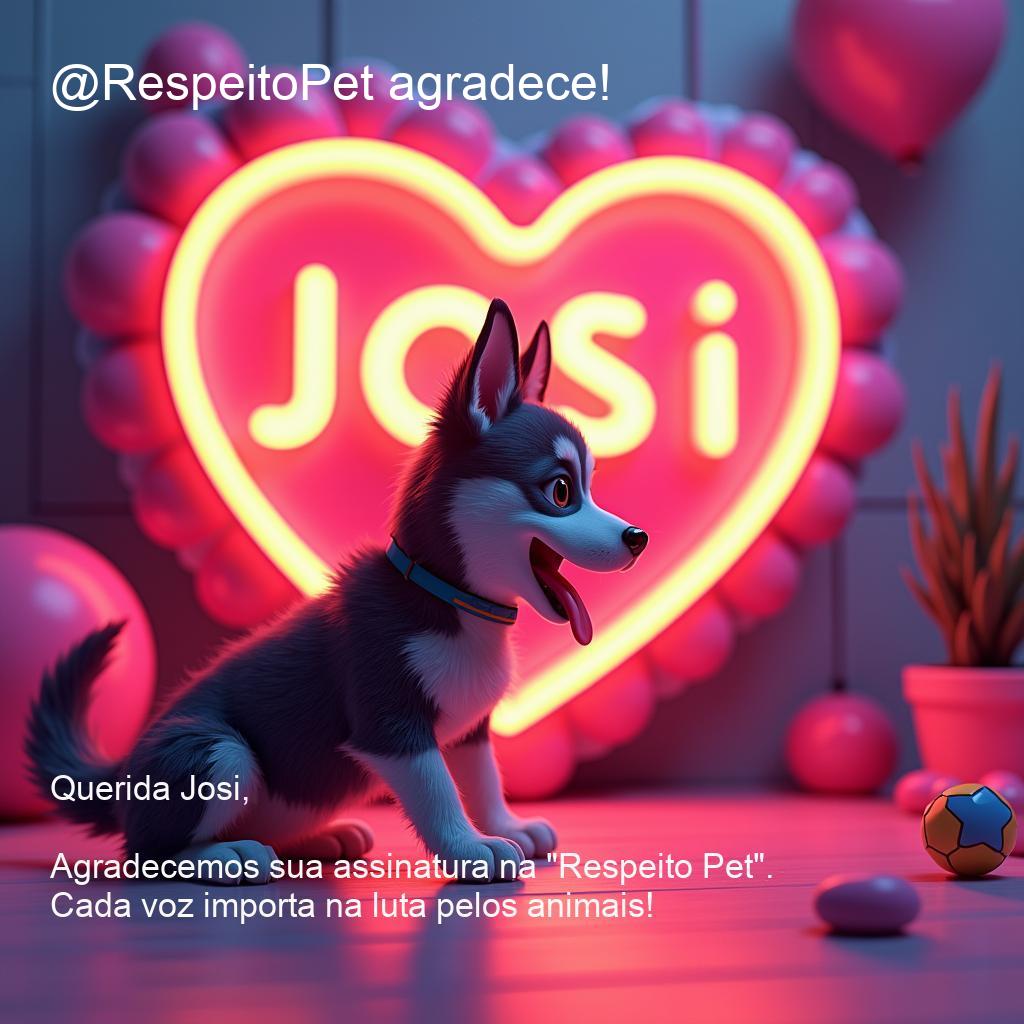 @RespeitoPet agradece!
JOSi
Querida Josi,
Agradecemos sua assinatura na "Respeito Pet".
Cada voz importa na luta pelos animais!